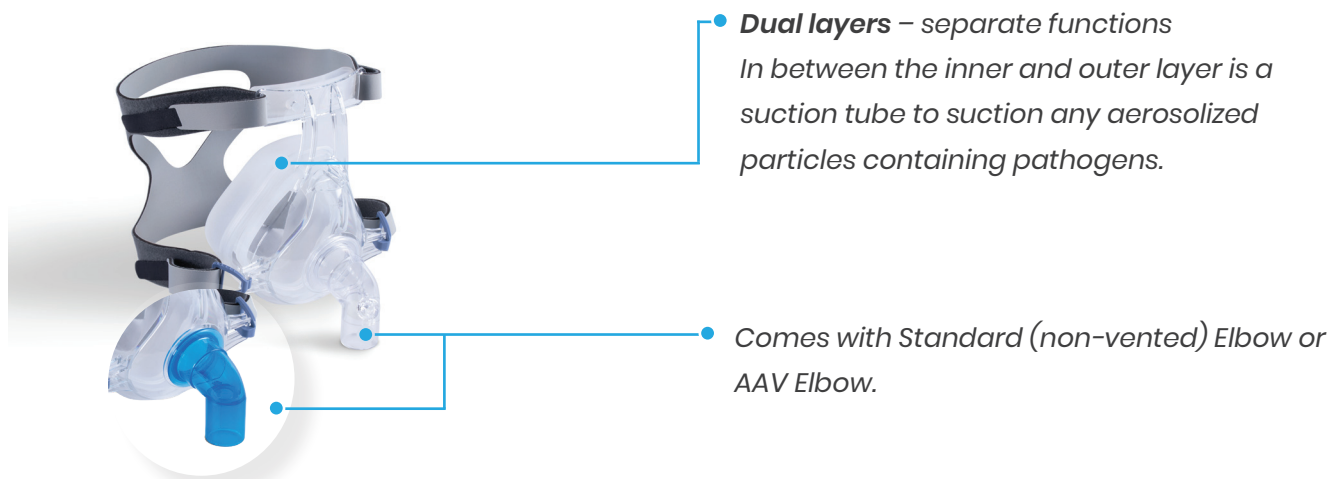 Dual layers – separate functions
In between the inner and outer layer is a
suction tube to suction any aerosolized
particles containing pathogens.
Comes with Standard (non-vented) Elbow or
AAV Elbow.